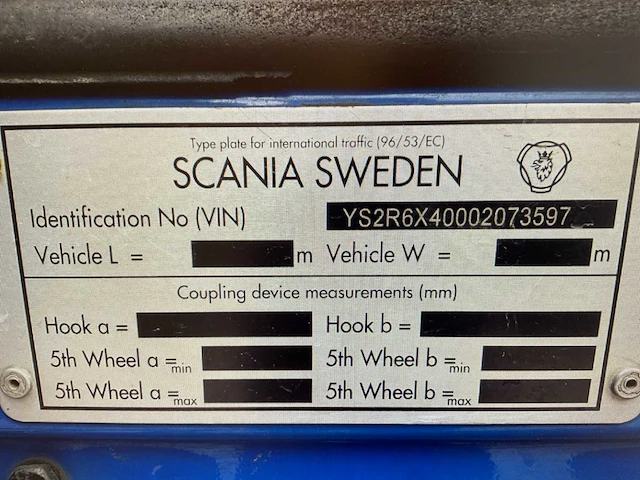 Type plate for international traffic (96/53/EC)
SCANIA SWEDEN
Identification No (VIN) YS2R6X40002073597
Vehicle L = m Vehicle W = m
Coupling device measurements (mm)
Hook a = Hook b =
5th Wheel a =min 5th Wheel b =min
5th Wheel a =max 5th Wheel b =max